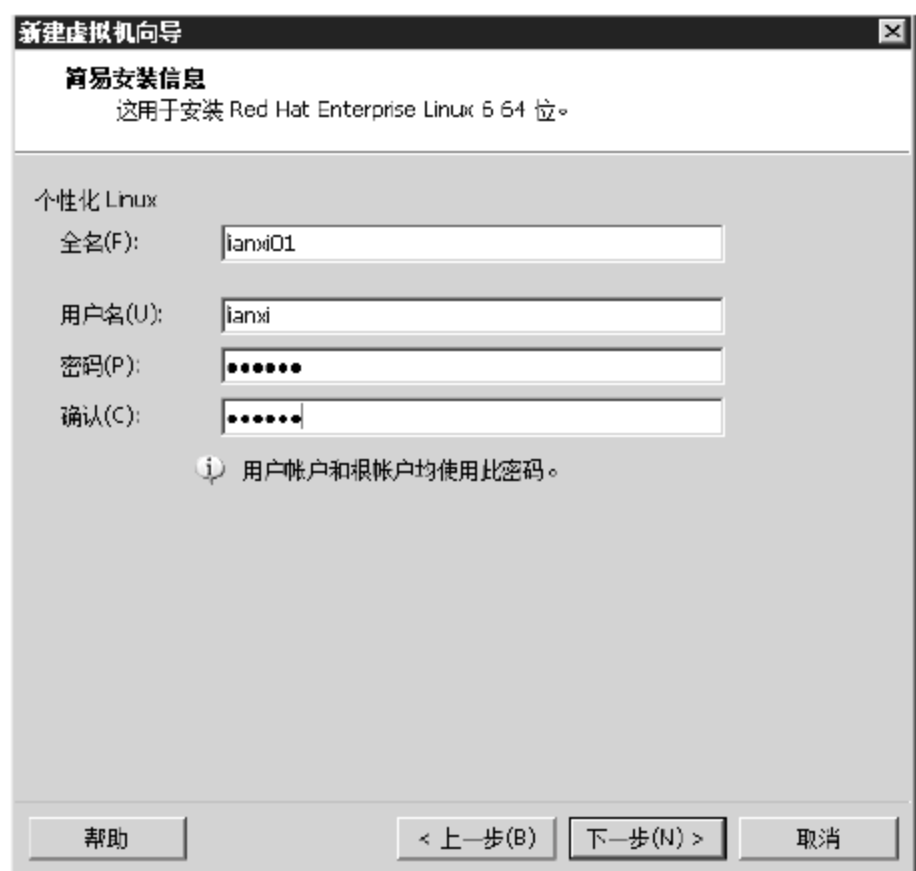 新建虚拟机向导
简易安装信息
这用于安装 Red Hat Enterprise Linux 6 64 位。
个性化 Linux
全名(F): ianxi01
用户名(U): ianxi
密码(P): ••••••
确认(C): ••••••
用户帐户和根帐户均使用此密码。
帮助 < 上一步(B) 下一步(N) > 取消